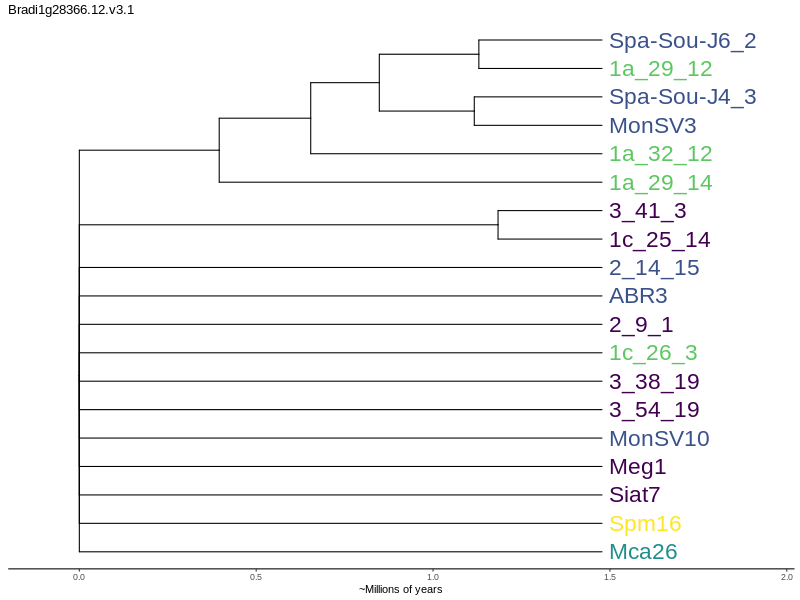 Bradi1g28366.12.v3.1
Spa-Sou-J6_2
1a_29_12
Spa-Sou-J4_3
MonSV3
1a_32_12
1a_29_14
3_41_3
1c_25_14
2_14_15
ABR3
2_9_1
1c_26_3
3_38_19
3_54_19
MonSV10
Meg1
Siat7
Spm16
Mca26
0.0 0.5 1.0 1.5 2.0
~Millions of years